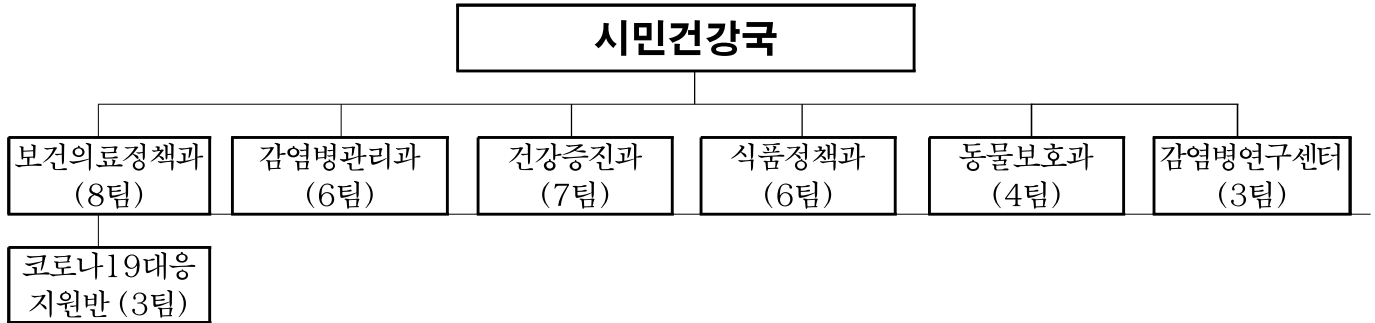 시민건강국
보건의료정책과
(8팀)
감염병관리과
(6팀)
건강증진과
(7팀)
식품정책과
(6팀)
동물보호과
(4팀)
감염병연구센터
(3팀)
코로나19대응
지원반 (3팀)